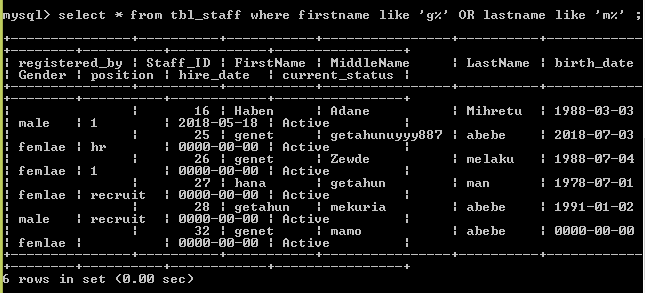 mysql> select * from tbl_staff where firstname like 'g%' OR lastname like 'm%' ;
+---------------+----------+-----------+---------------+----------+------------+
--------+----------+------------+----------------+
| registered_by | Staff_ID | FirstName | MiddleName    | LastName | birth_date |
Gender | position | hire_date  | current_status |
+---------------+----------+-----------+---------------+----------+------------+
--------+----------+------------+----------------+
|               |       16 | Haben     | Adane         | Mihretu  | 1988-03-03
| male   | 1        | 2018-05-18 | Active         |
|               |       25 | genet     | getahunuyyy887 | abebe    | 2018-07-03
| femlae | hr       | 0000-00-00 | Active         |
|               |       26 | genet     | Zewde         | melaku   | 1988-07-04
| femlae | 1        | 0000-00-00 | Active         |
|               |       27 | hana      | getahun       | man      | 1978-07-01
| femlae | recruit  | 0000-00-00 | Active         |
|               |       28 | getahun   | mekuria       | abebe    | 1991-01-02
| male   | recruit  | 0000-00-00 | Active         |
|               |       32 | genet     | mamo          | abebe    | 0000-00-00
| femlae |          | 0000-00-00 | Active         |
+---------------+----------+-----------+---------------+----------+------------+
--------+----------+------------+----------------+
6 rows in set (0.00 sec)